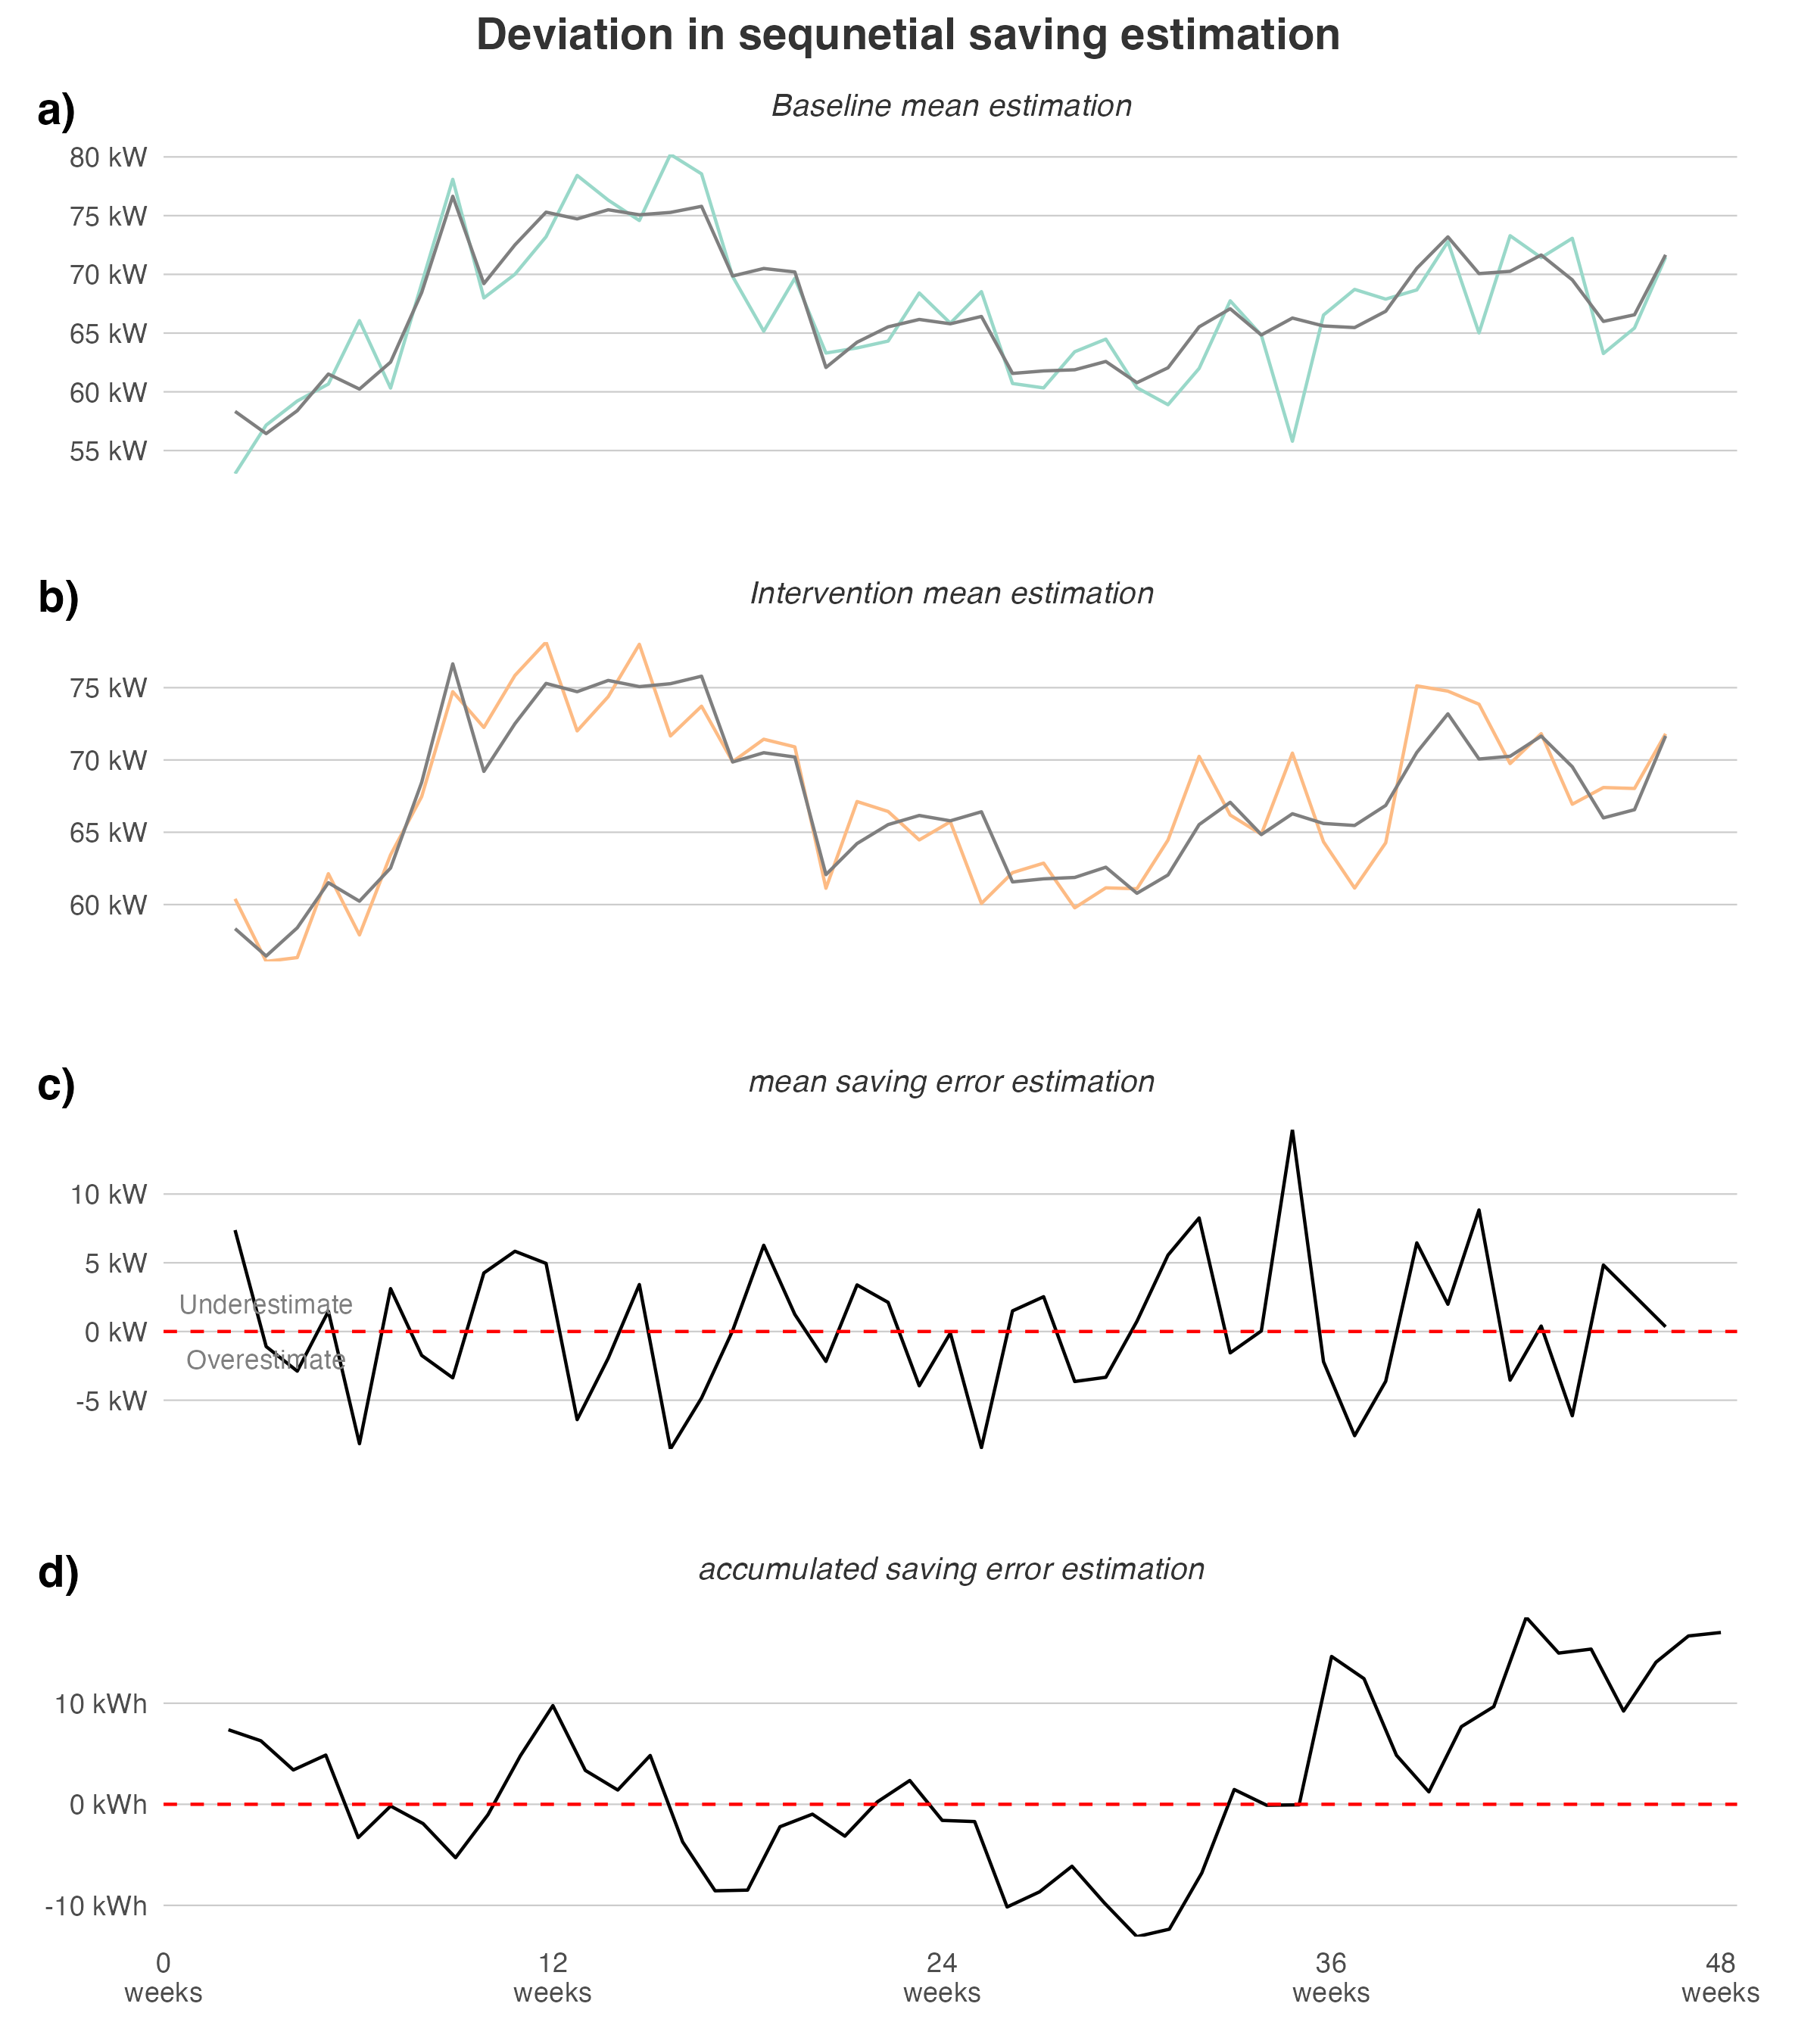 Deviation in sequnetial saving estimation
a)
Baseline mean estimation
80 kW
75 kW
70 kW
65 kW
60 kW
55 kW
b)
Intervention mean estimation
75 kW
70 kW
65 kW
60 kW
c)
mean saving error estimation
10 kW
5 kW
Underestimate
0 kW
Overestimate
-5 kW
d)
accumulated saving error estimation
10 kWh
0 kWh
-10 kWh
0 12 24 36 48
weeks weeks weeks weeks weeks